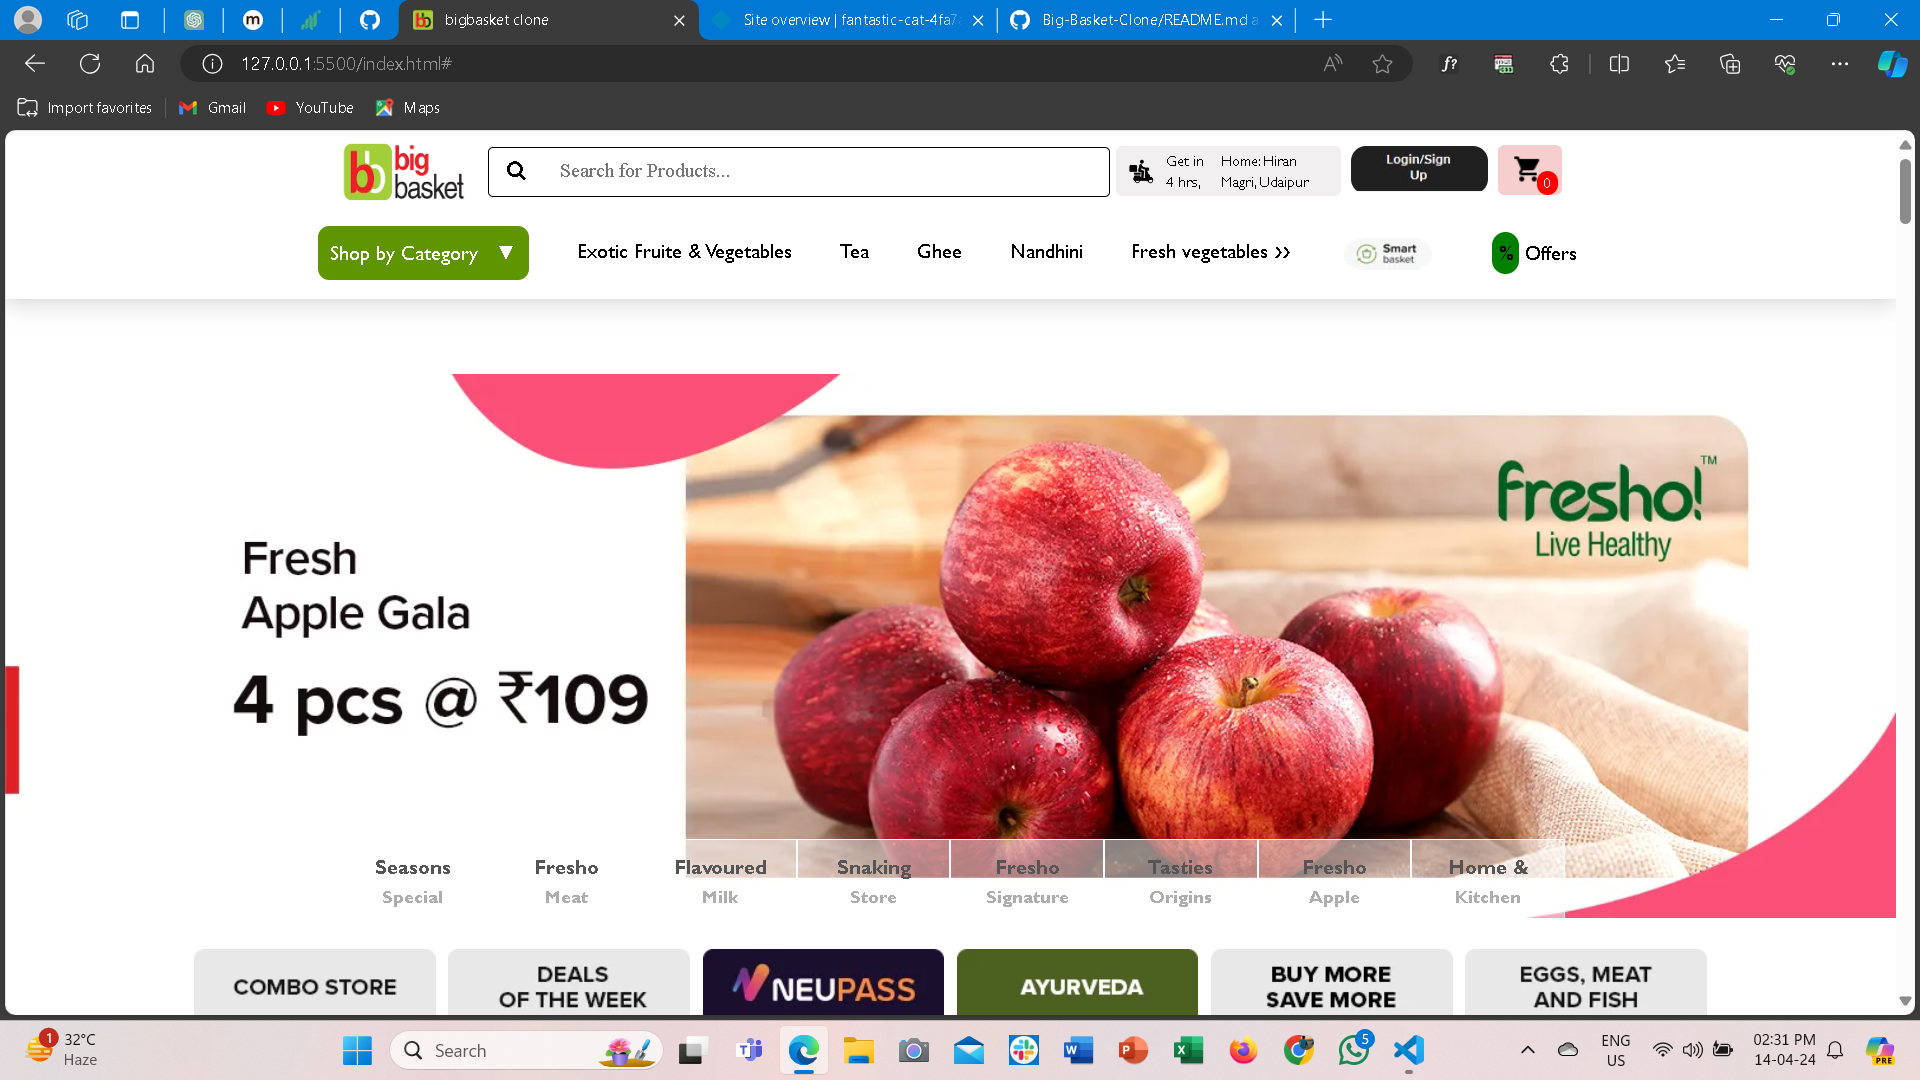 bigbasket clone
Site overview | fantastic-cat-4fa7
Big-Basket-Clone/README.md a
127.0.0.1:5500/index.html#
Import favorites
Gmail
YouTube
Maps
big
basket
Search for Products...
Get in
4 hrs,
Home: Hiran
Magri, Udaipur
Login/Sign
Up
0
Shop by Category ▼
Exotic Fruite & Vegetables
Tea
Ghee
Nandhini
Fresh vegetables >>
Smart
basket
% Offers
fresho!™
Live Healthy
Fresh
Apple Gala
4 pcs @ ₹109
Seasons
Special
Fresho
Meat
Flavoured
Milk
Snaking
Store
Fresho
Signature
Tasties
Origins
Fresho
Apple
Home &
Kitchen
COMBO STORE
DEALS
OF THE WEEK
NEUPASS
AYURVEDA
BUY MORE
SAVE MORE
EGGS, MEAT
AND FISH
1
32°C
Haze
Search
5
ENG
US
02:31 PM
14-04-24
PRE